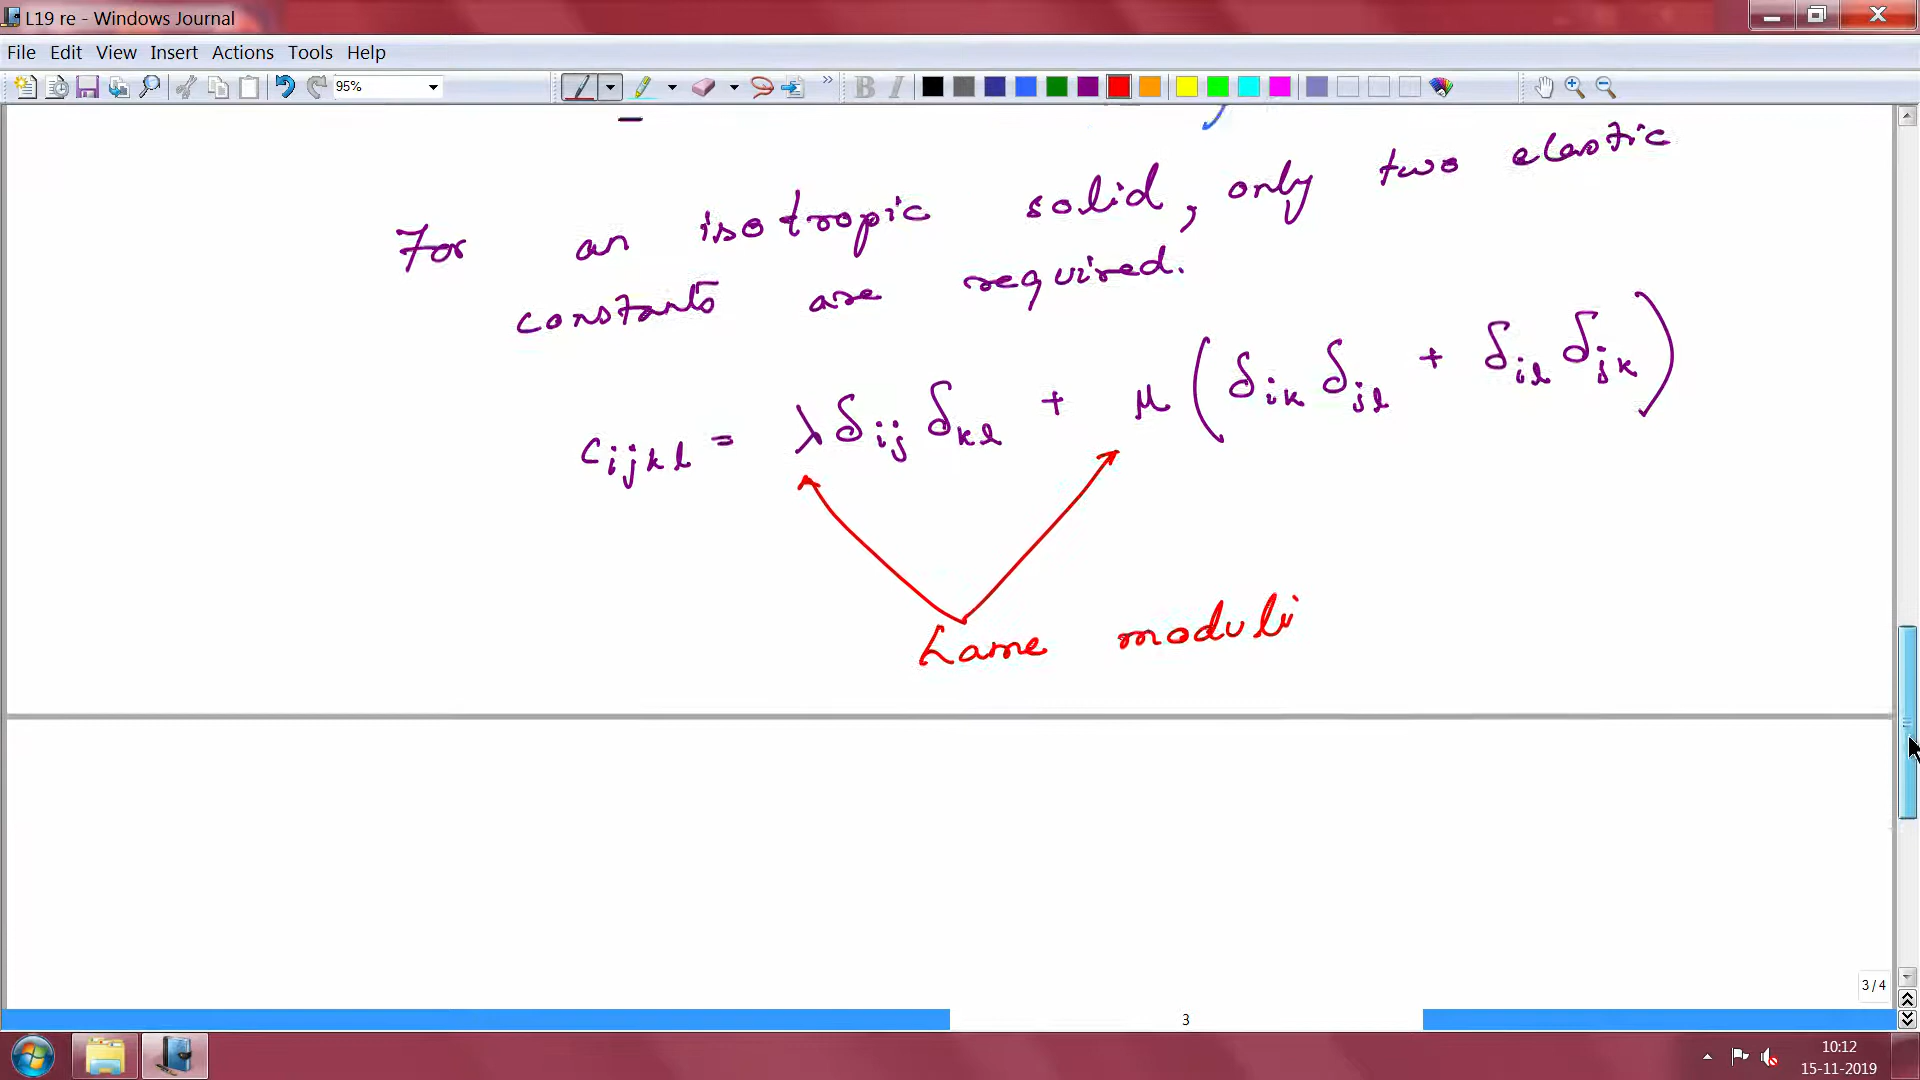 L19 re - Windows Journal
File Edit View Insert Actions Tools Help
95%
For an isotropic solid, only two elastic
constants are required.
cijkl = λ δij δkl + μ ( δik δjl + δil δjk )
Lame moduli
3 / 4
3
10:12
15-11-2019